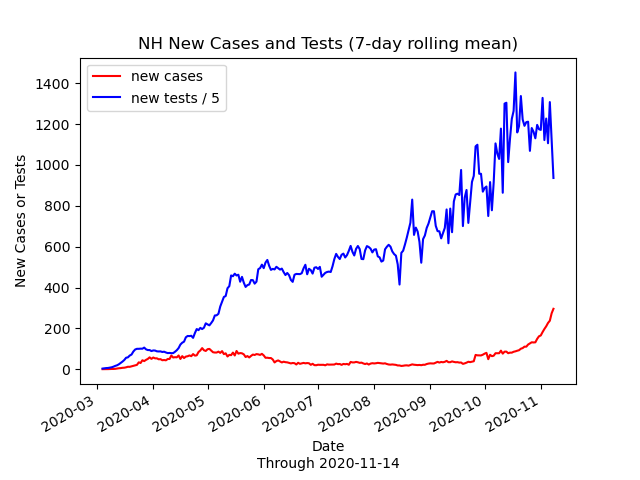 NH New Cases and Tests (7-day rolling mean)
new cases
new tests / 5
New Cases or Tests
1400
1200
1000
800
600
400
200
0
2020-03
2020-04
2020-05
2020-06
2020-07
2020-08
2020-09
2020-10
2020-11
Date
Through 2020-11-14